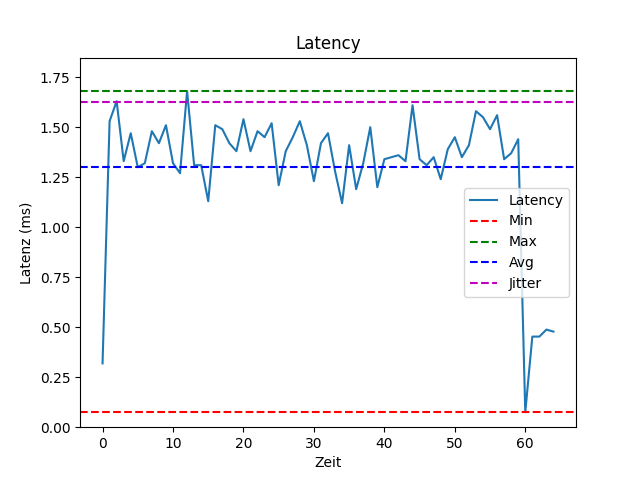 Latency
Latenz (ms)
1.75
1.50
1.25
1.00
0.75
0.50
0.25
0.00
Latency
Min
Max
Avg
Jitter
0 10 20 30 40 50 60
Zeit